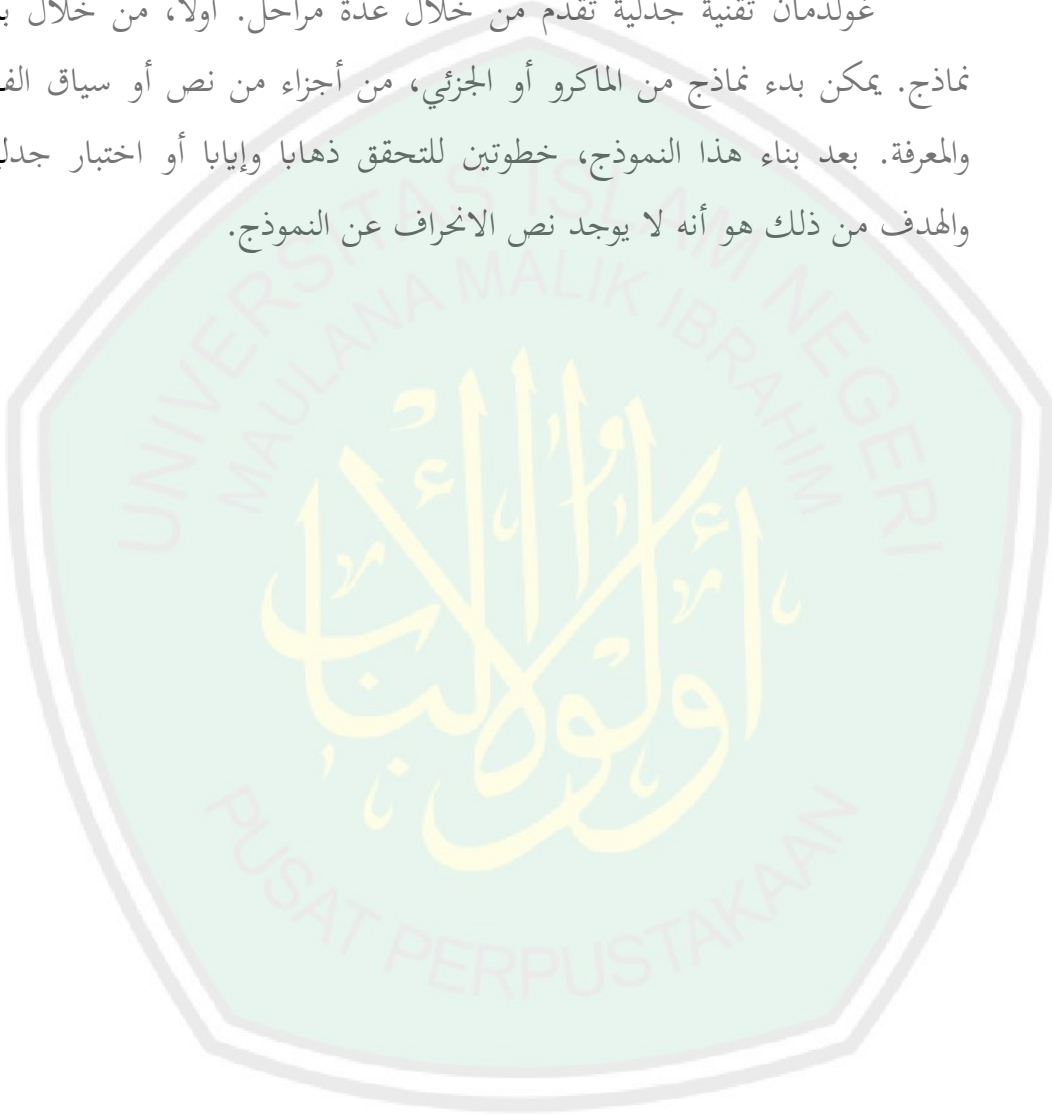 غولدمان تقنية جدلية تقدم من خلال عدة مراحل. أولا، من خلال
نماذج. يمكن بدء نماذج من الماكرو أو الجزئي، من أجزاء من نص أو سياق
والمعرفة. بعد بناء هذا النموذج، خطوتين للتحقق ذهابا وإيابا أو اختبار
والهدف من ذلك هو أنه لا يوجد نص الانحراف عن النموذج.
UNIVERSITAS ISLAM NEGERI
MAULANA MALIK IBRAHIM
PUSAT PERPUSTAKAAN